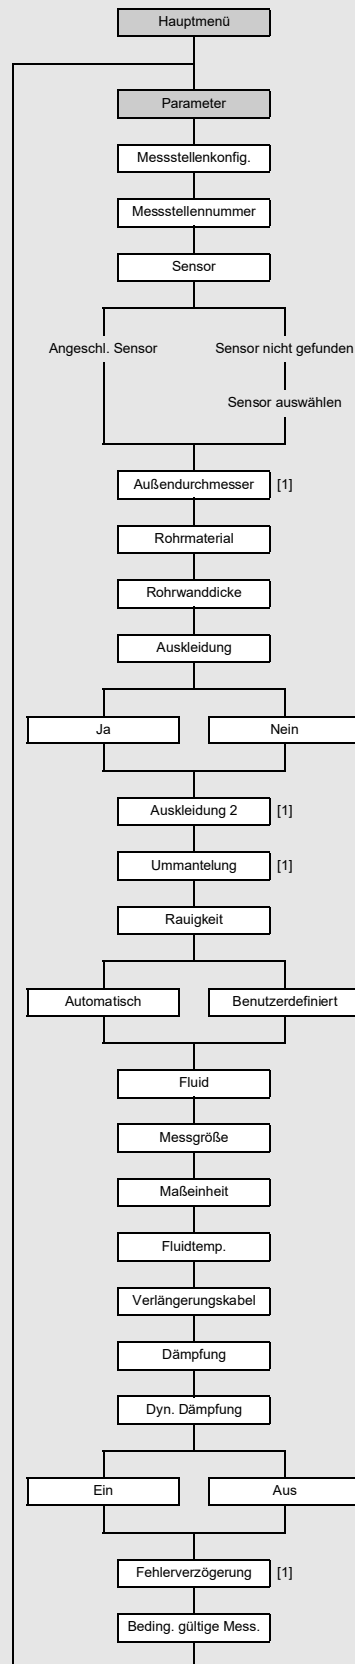 Hauptmenü
Parameter
Messstellenkonfig.
Messstellennummer
Sensor
Angeschl. Sensor
Sensor nicht gefunden
Sensor auswählen
Außendurchmesser [1]
Rohrmaterial
Rohrwanddicke
Auskleidung
Ja
Nein
Auskleidung 2 [1]
Ummantelung [1]
Rauigkeit
Automatisch
Benutzerdefiniert
Fluid
Messgröße
Maßeinheit
Fluidtemp.
Verlängerungskabel
Dämpfung
Dyn. Dämpfung
Ein
Aus
Fehlerverzögerung [1]
Beding. gültige Mess.